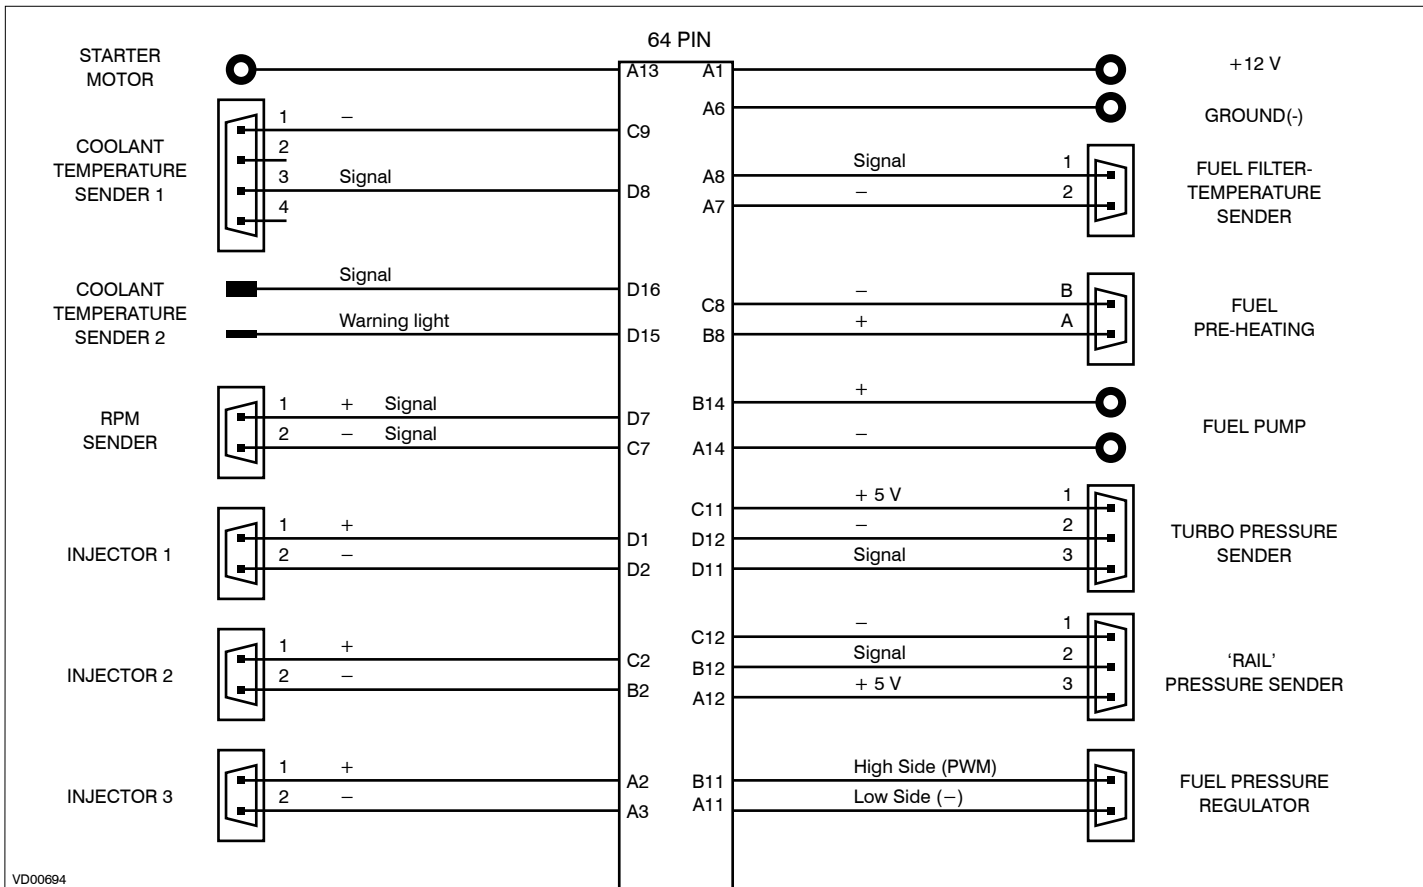 64 PIN
STARTER
MOTOR
A13
COOLANT
TEMPERATURE
SENDER 1
1 −
C9
2
3 Signal
D8
4
COOLANT
TEMPERATURE
SENDER 2
Signal
D16
Warning light
D15
RPM
SENDER
1 + Signal
D7
2 − Signal
C7
INJECTOR 1
1 +
D1
2 −
D2
INJECTOR 2
1 +
C2
2 −
B2
INJECTOR 3
1 +
A2
2 −
A3
A1
+12 V
A6
GROUND(-)
Signal 1
A8
− 2
A7
FUEL FILTER-
TEMPERATURE
SENDER
− B
C8
+ A
B8
FUEL
PRE-HEATING
+
B14
−
A14
FUEL PUMP
+ 5 V 1
C11
− 2
D12
Signal 3
D11
TURBO PRESSURE
SENDER
− 1
C12
Signal 2
B12
+ 5 V 3
A12
‘RAIL’
PRESSURE SENDER
High Side (PWM)
B11
Low Side (−)
A11
FUEL PRESSURE
REGULATOR
VD00694